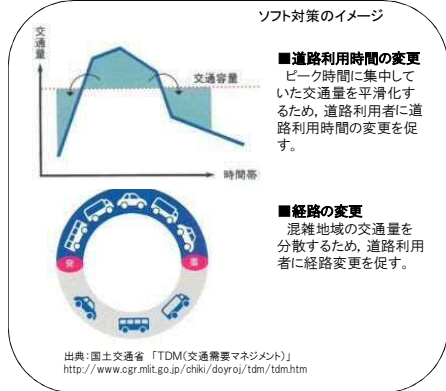 ソフト対策のイメージ
交通量
交通容量
時間帯
■道路利用時間の変更
ピーク時間に集中して
いた交通量を平滑化す
るため，道路利用者に道
路利用時間の変更を促
す。
発
着
■経路の変更
混雑地域の交通量を
分散するため，道路利用
者に経路変更を促す。
出典：国土交通省　「TDM（交通需要マネジメント）」
http://www.cgr.mlit.go.jp/chiki/doyroj/tdm/tdm.htm